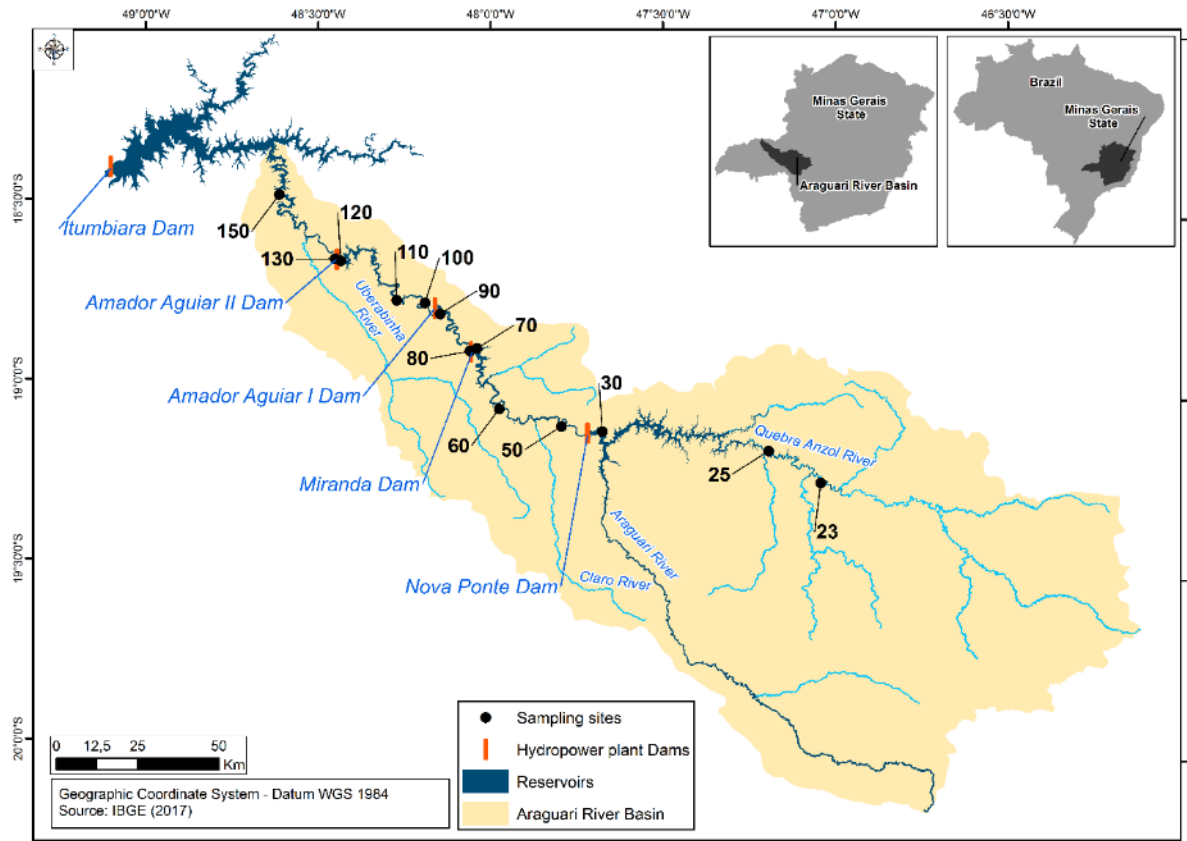 49°0'0"W
48°30'0"W
48°0'0"W
47°30'0"W
47°0'0"W
46°30'0"W
18°30'0"S
19°0'0"S
19°30'0"S
20°0'0"S
Minas Gerais
State
Araguari River Basin
Brazil
Minas Gerais
State
Itumbiara Dam
150
120
130
110
100
90
Amador Aguiar II Dam
Uberabinha
River
70
80
Amador Aguiar I Dam
30
60
50
Quebra Anzol River
25
23
Miranda Dam
Araguari River
Nova Ponte Dam
Claro River
Sampling sites
Hydropower plant Dams
Reservoirs
Araguari River Basin
0 12,5 25 50
Km
Geographic Coordinate System - Datum WGS 1984
Source: IBGE (2017)